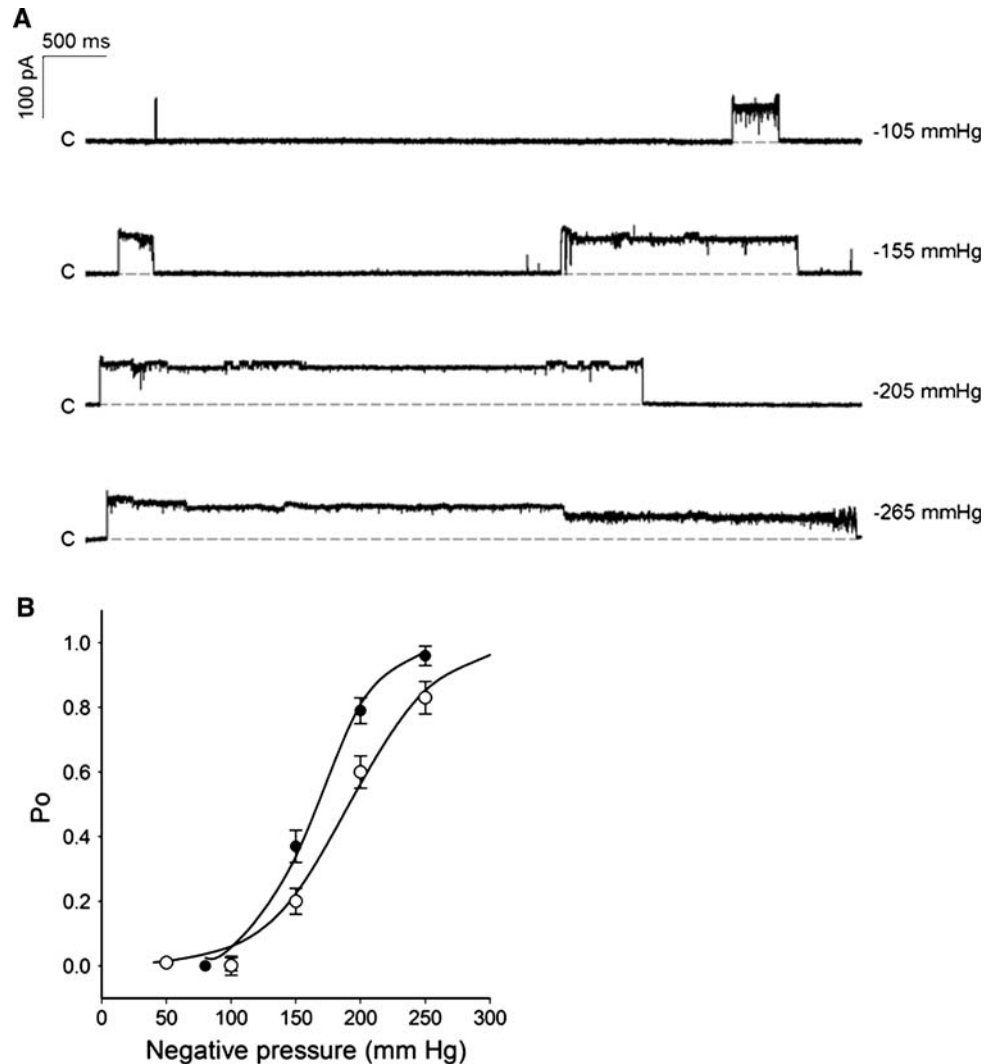 A
500 ms
100 pA
C
-105 mmHg
C
-155 mmHg
C
-205 mmHg
C
-265 mmHg
B
1.0
0.8
0.6
0.4
0.2
0.0
Po
0 50 100 150 200 250 300
Negative pressure (mm Hg)